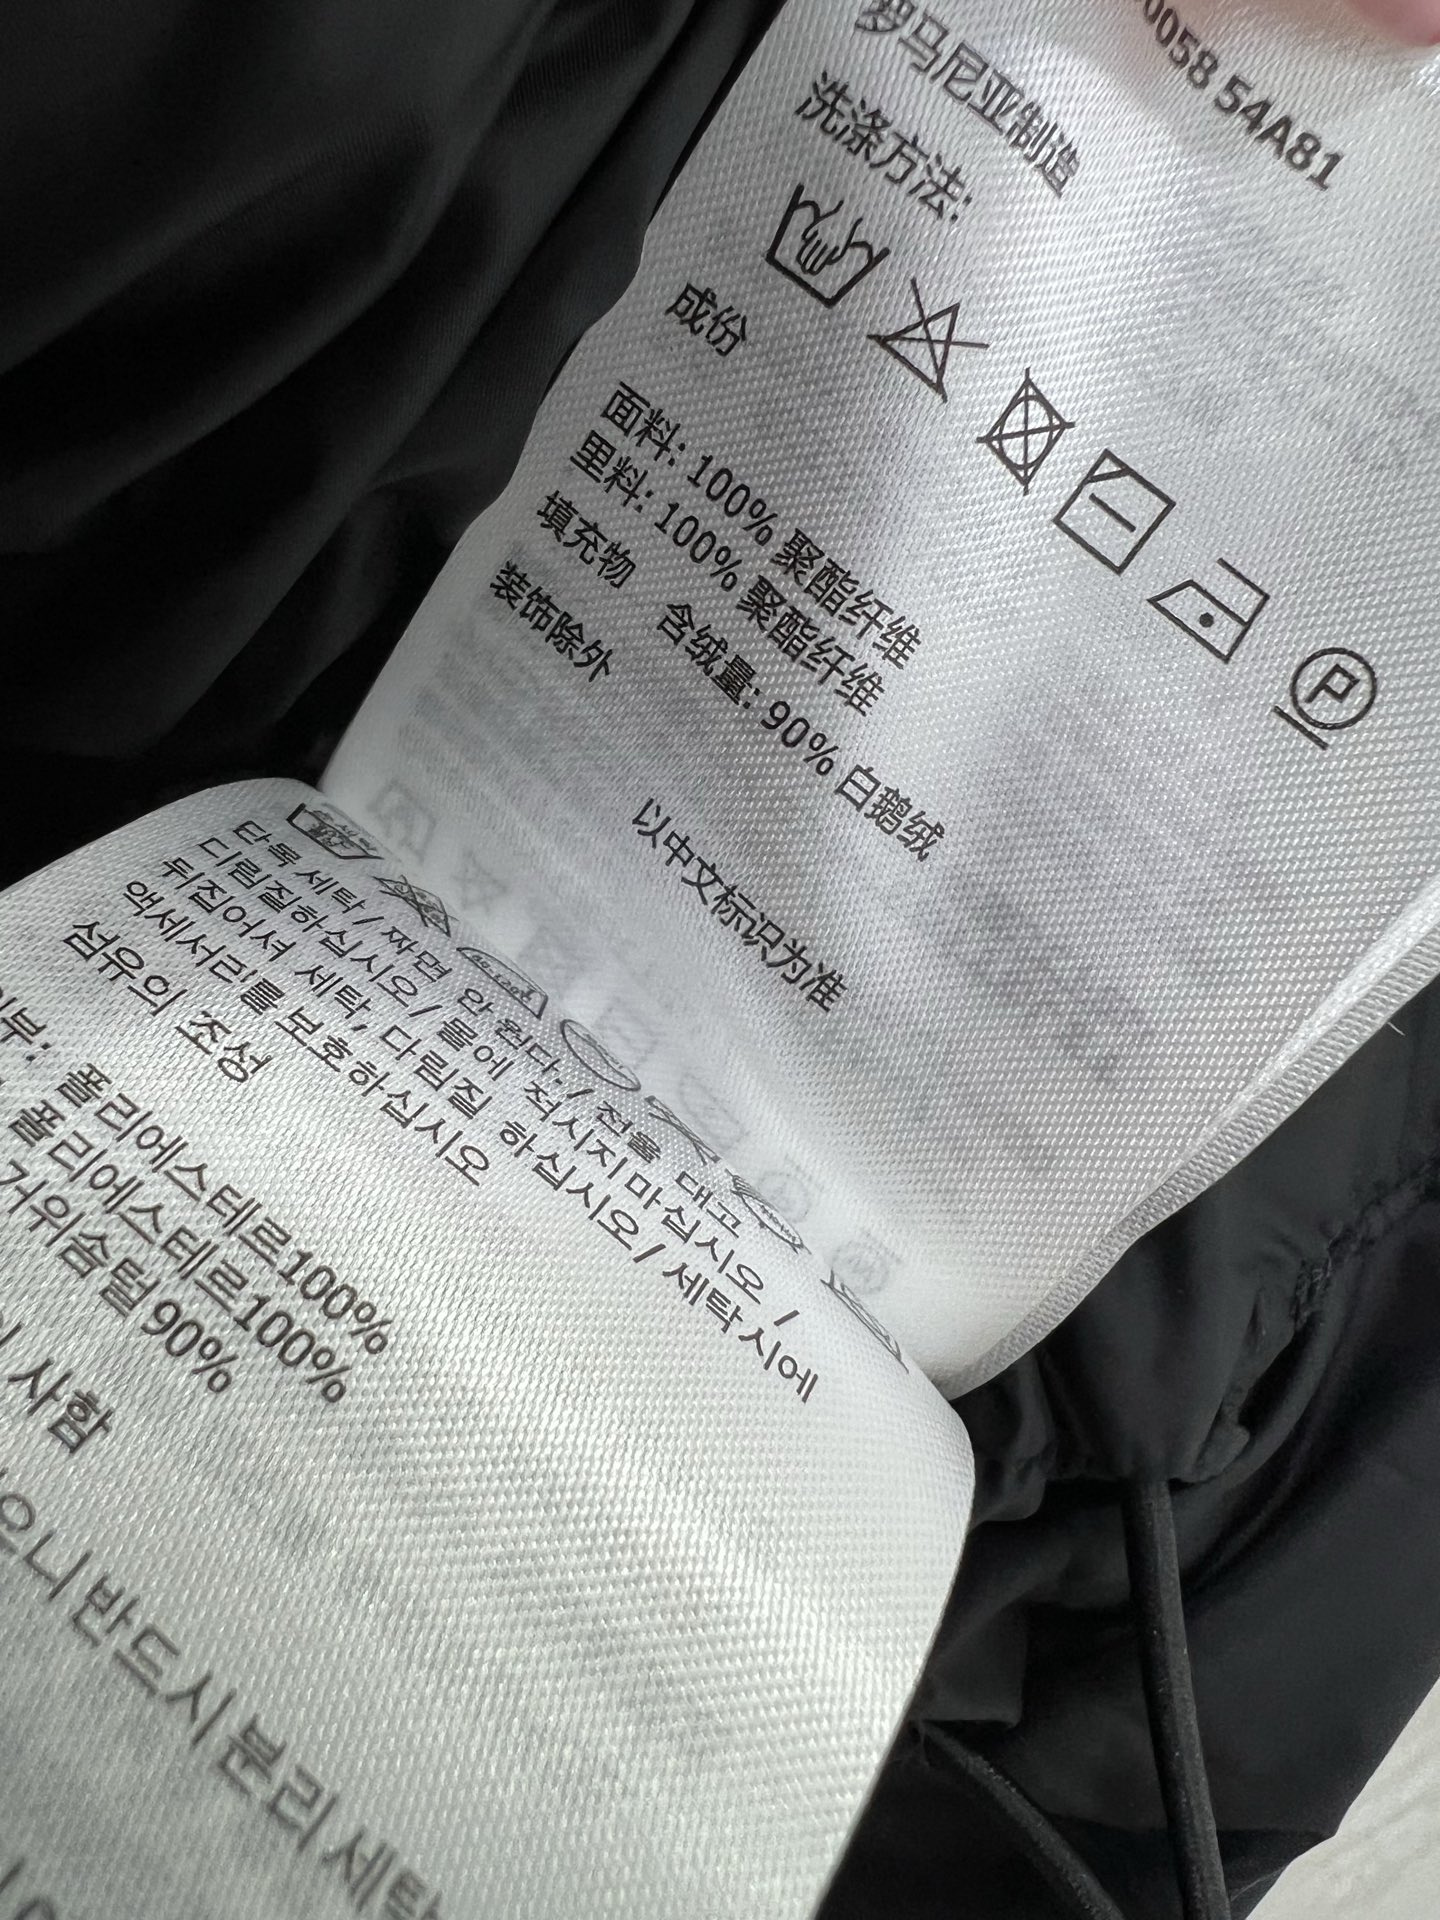 0058 54A81
罗马尼亚制造
洗涤方法:
P
成份
面料: 100% 聚酯纤维
里料: 100% 聚酯纤维
填充物 含绒量: 90% 白鹅绒
装饰除外
以中文标识为准
단독 세탁/ 짜면 안 된다./ 천을 대고
다림질하십시오/ 물에 적시지마십시오 /
뒤집어서 세탁, 다림질 하십시오/ 세탁시에
액세서리를 보호하십시오
섬유의 조성
폴리에스테르100%
폴리에스테르100%
거위솜털 90%
사함
반드시 분리